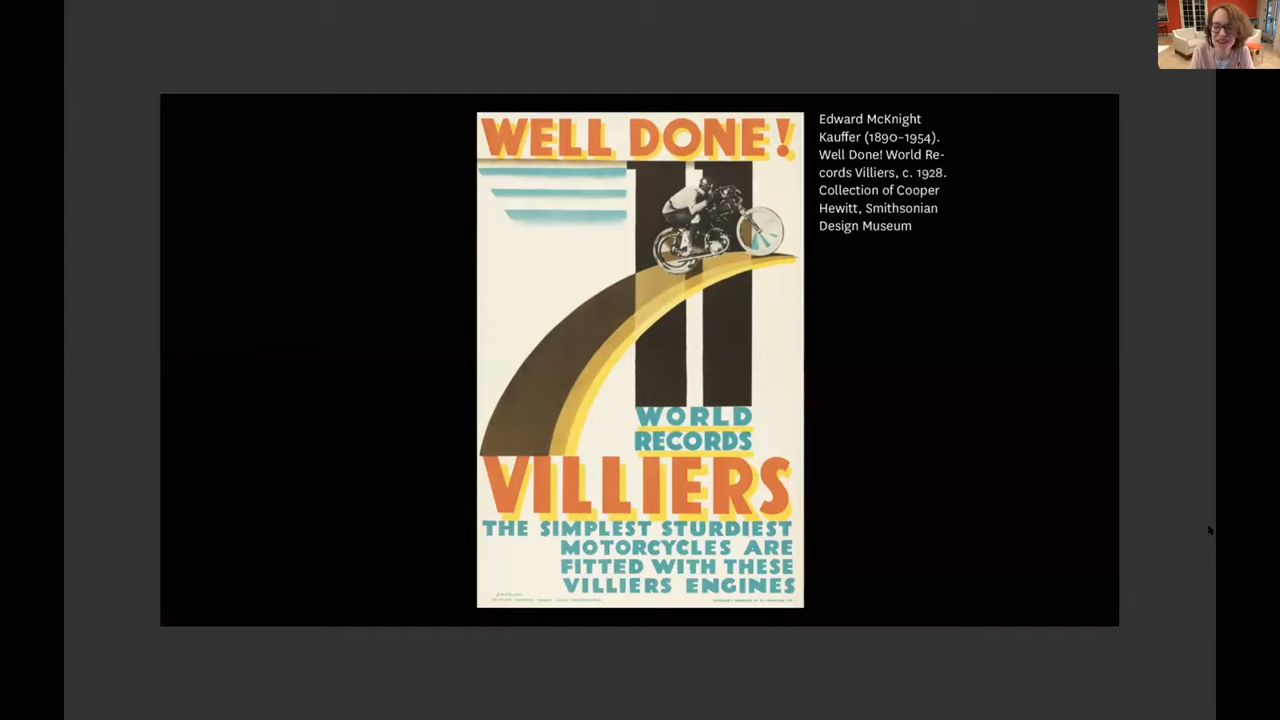 WELL DONE!
11
WORLD
RECORDS
VILLIERS
THE SIMPLEST STURDIEST
MOTORCYCLES ARE
FITTED WITH THESE
VILLIERS ENGINES
Edward McKnight
Kauffer (1890–1954).
Well Done! World Re-
cords Villiers, c. 1928.
Collection of Cooper
Hewitt, Smithsonian
Design Museum